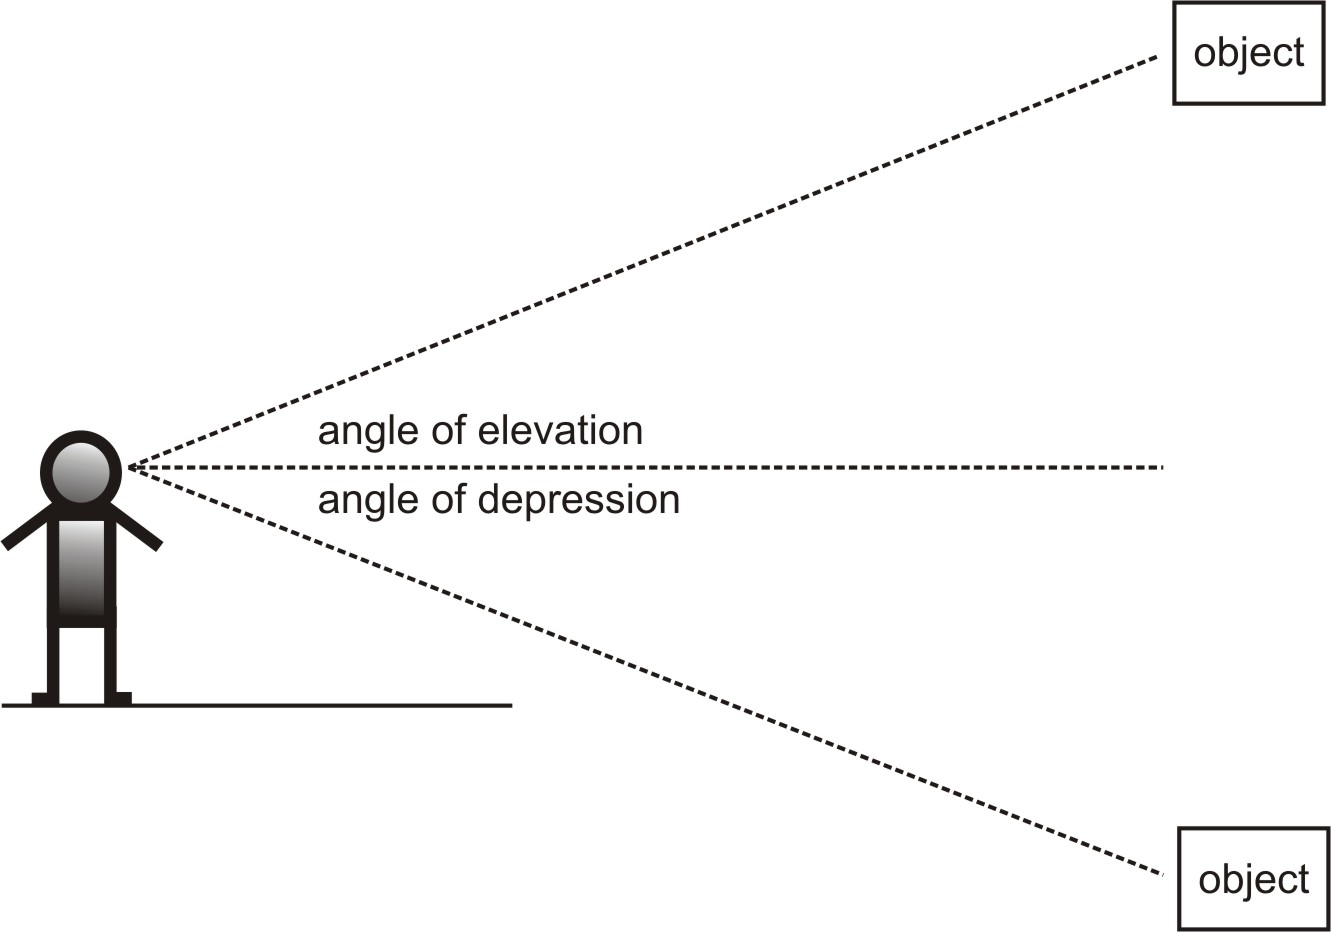 object
angle of elevation
angle of depression
object